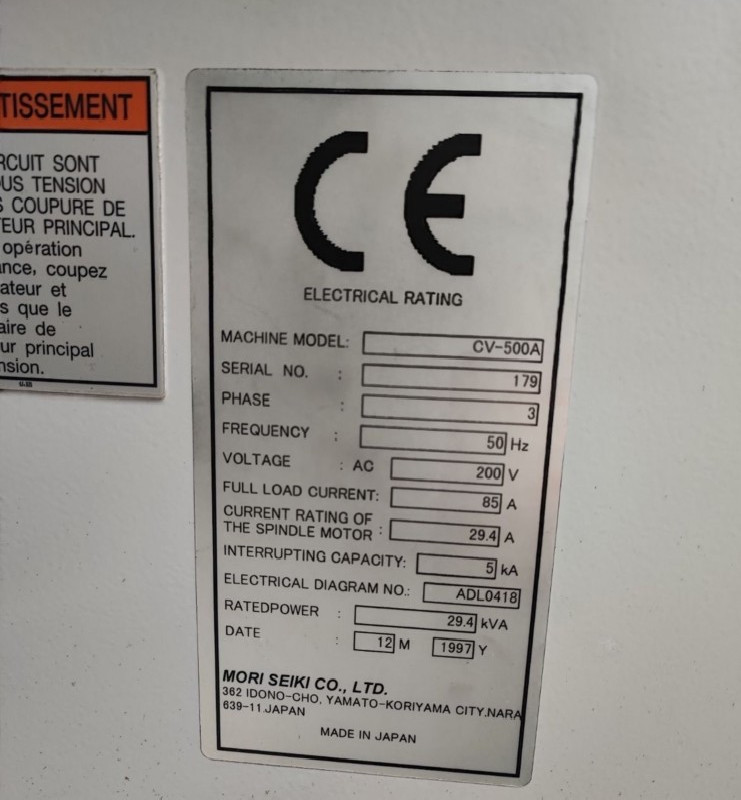 TISSEMENT
RCUIT SONT
US TENSION
S COUPURE DE
EUR PRINCIPAL.
opération
nce, coupez
ateur et
s que le
aire de
ur principal
nsion.
CE
ELECTRICAL RATING
MACHINE MODEL: CV-500A
SERIAL NO. : 179
PHASE : 3
FREQUENCY : 50 Hz
VOLTAGE : AC 200 V
FULL LOAD CURRENT: 85 A
CURRENT RATING OF
THE SPINDLE MOTOR : 29.4 A
INTERRUPTING CAPACITY: 5 kA
ELECTRICAL DIAGRAM NO.: ADL0418
RATEDPOWER : 29.4 kVA
DATE : 12 M 1997 Y
MORI SEIKI CO., LTD.
362 IDONO-CHO, YAMATO-KORIYAMA CITY.NARA
639-11.JAPAN
MADE IN JAPAN